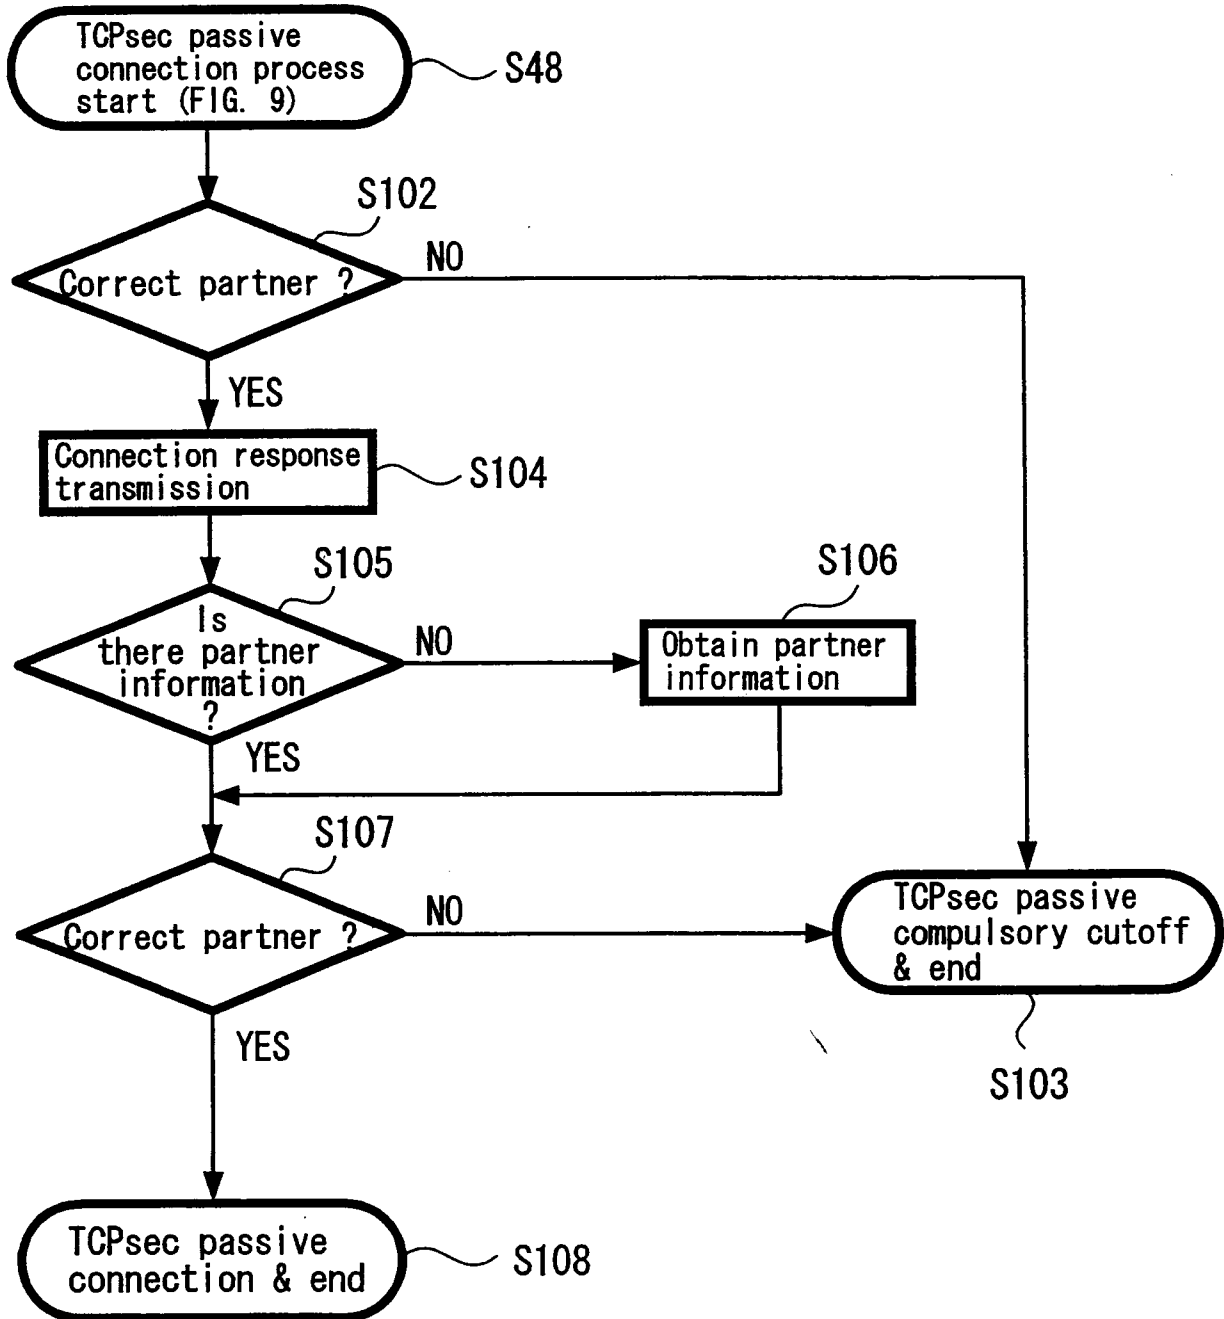 TCPsec passive
connection process
start (FIG. 9)
S48
S102
Correct partner ?
NO
YES
Connection response
transmission
S104
S105
Is
there partner
information
?
NO
S106
Obtain partner
information
YES
S107
Correct partner ?
NO
TCPsec passive
compulsory cutoff
& end
YES
S103
TCPsec passive
connection & end
S108